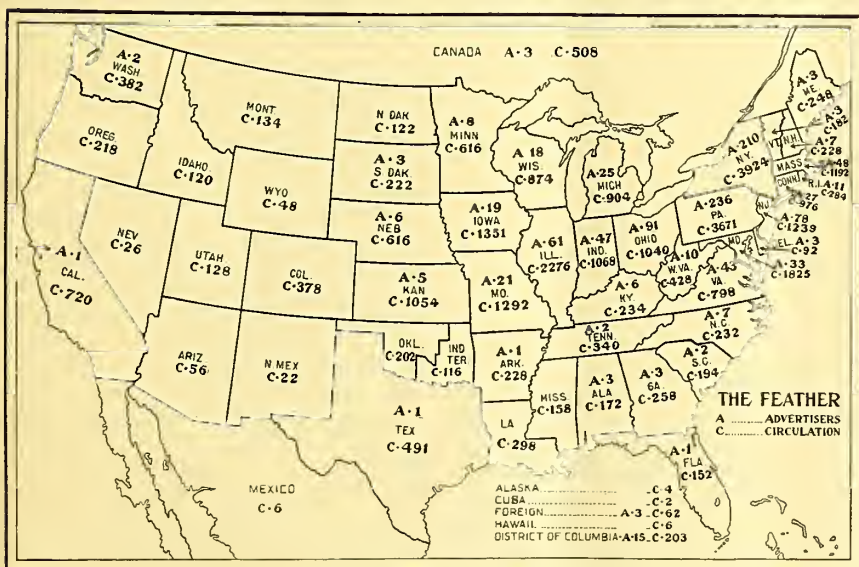 CANADA A·3 C·508
A·2
WASH
C·382
OREG.
C·218
IDAHO
C·120
MONT.
C·134
N DAK
C·122
A·3
S DAK.
C·222
WYO
C·48
A·6
NEB
C·616
NEV
C·26
UTAH.
C·128
COL.
C·378
A·5
KAN
C·1054
A·1
CAL.
C·720
ARIZ.
C·56
N MEX
C·22
OKL.
C·202
IND
TER
C·116
A·1
TEX
C·491
A·8
MINN
C·616
A·18
WIS.
C·874
A·25
MICH
C·904
A·19
IOWA
C·1351
A·61
ILL.
C·2276
A·47
IND.
C·1068
A·91
OHIO
C·1040
A·21
MO.
C·1292
A·6
KY.
C·234
A·10
W.VA.
C·428
A·43
VA.
C·798
A·2
TENN.
C·340
A·7
N.C
C·232
A·1
ARK.
C·228
A·2
S.C.
C·194
MISS.
C·158
A·3
ALA
C·172
A·3
GA.
C·258
LA
C·298
A·1
FLA
C·152
A·3
ME
C·248
A·3
C·182
VT.
N.H.
A·7
C·228
A·210
N.Y.
C·3924
MASS
A·48
C·1192
CONN.
R.I.
A·11
C·284
27
976
A·236
PA.
C·3671
N.J.
A·78
C·1239
MD.
EL. A·3
C·92
A·33
C·1825
THE FEATHER
A .......... ADVERTISERS
C .......... CIRCULATION
MEXICO
C·6
ALASKA .......... C·4
CUBA .......... C·2
FOREIGN .......... A·3 .. C·62
HAWAII .......... C·6
DISTRICT OF COLUMBIA·A·15.. C·203